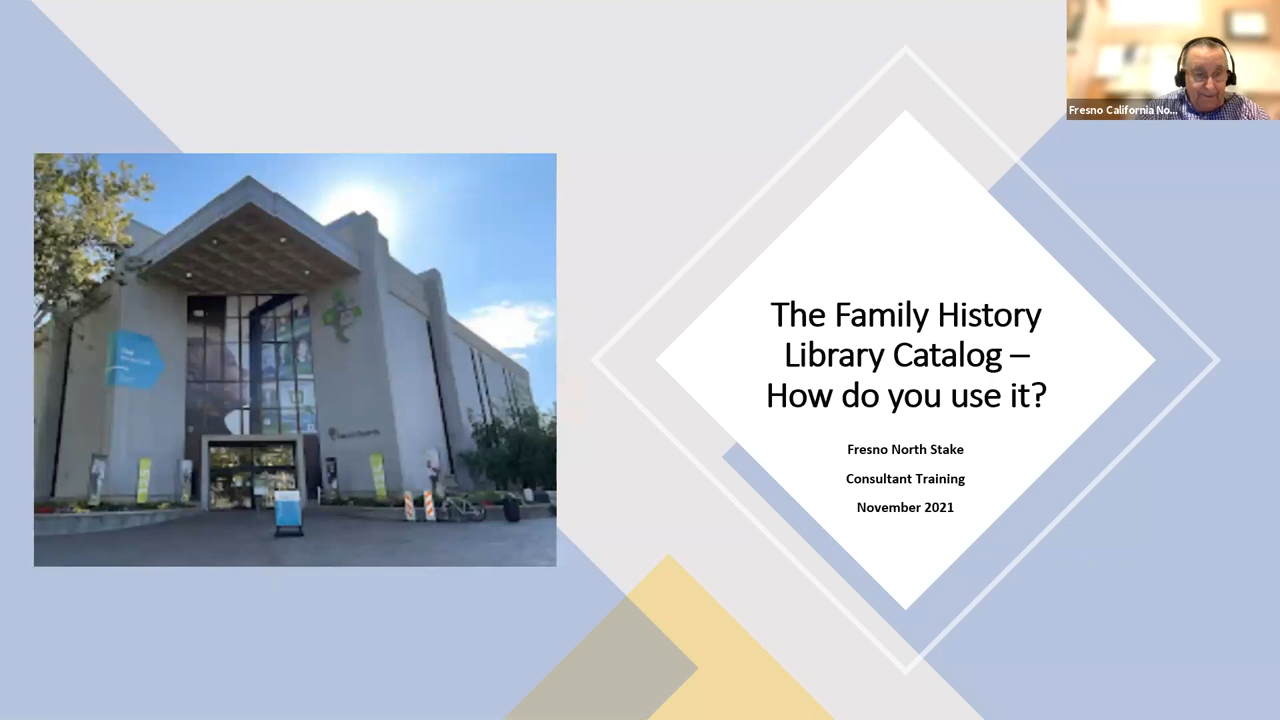 Fresno California No...
The Family History
Library Catalog –
How do you use it?
Fresno North Stake
Consultant Training
November 2021